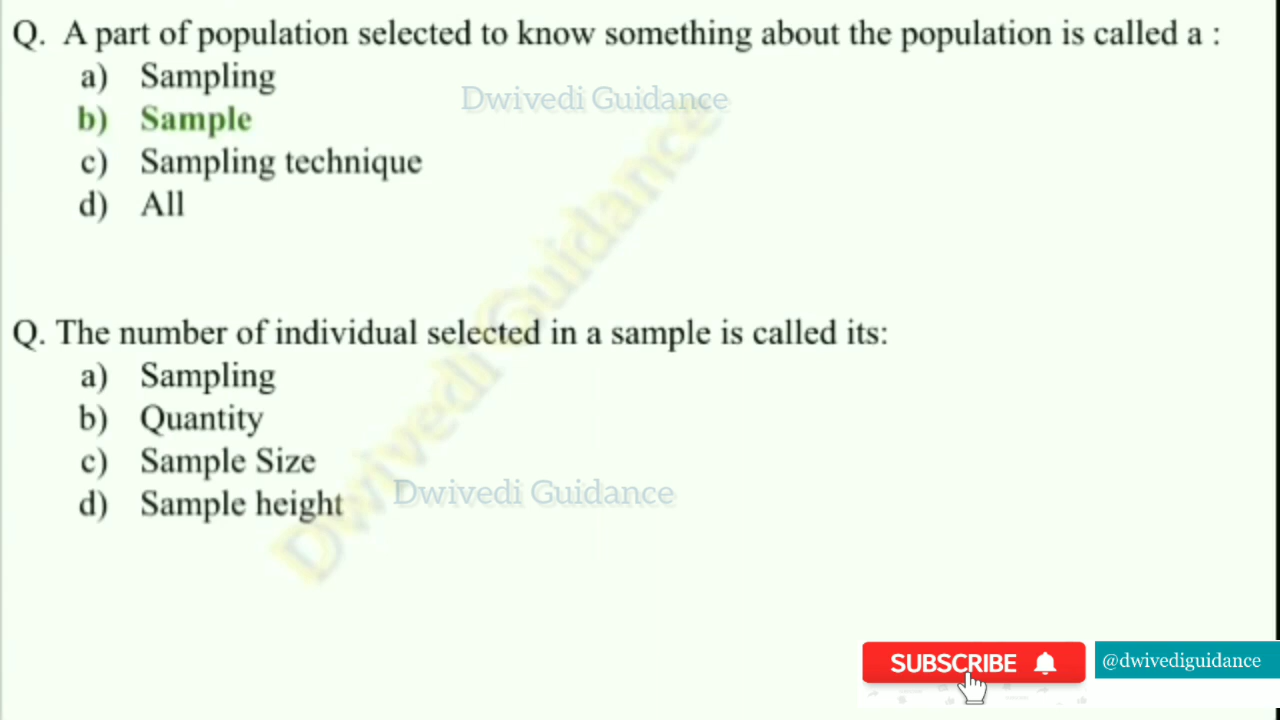 Q. A part of population selected to know something about the population is called a :
a) Sampling
Dwivedi Guidance
b) Sample
c) Sampling technique
d) All
Dwivedi Guidance
Q. The number of individual selected in a sample is called its:
a) Sampling
b) Quantity
c) Sample Size
d) Sample height
Dwivedi Guidance
SUBSCRIBE
@dwivediguidance